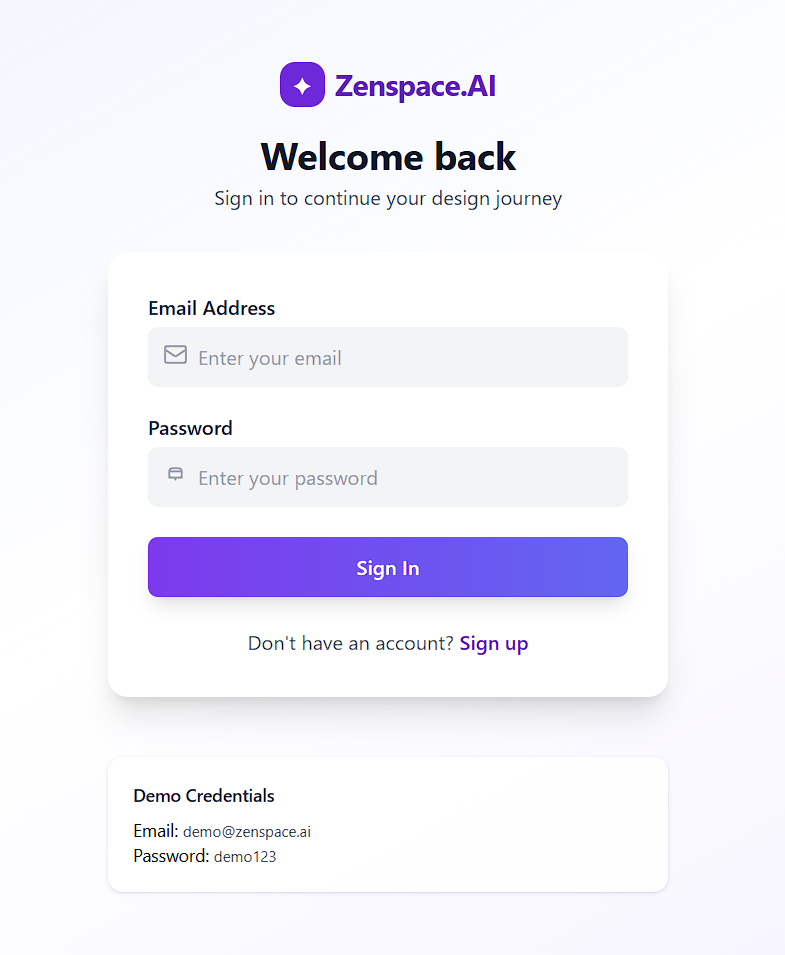 Zenspace.AI
Welcome back
Sign in to continue your design journey
Email Address
Enter your email
Password
Enter your password
Sign In
Don't have an account? Sign up
Demo Credentials
Email: demo@zenspace.ai
Password: demo123